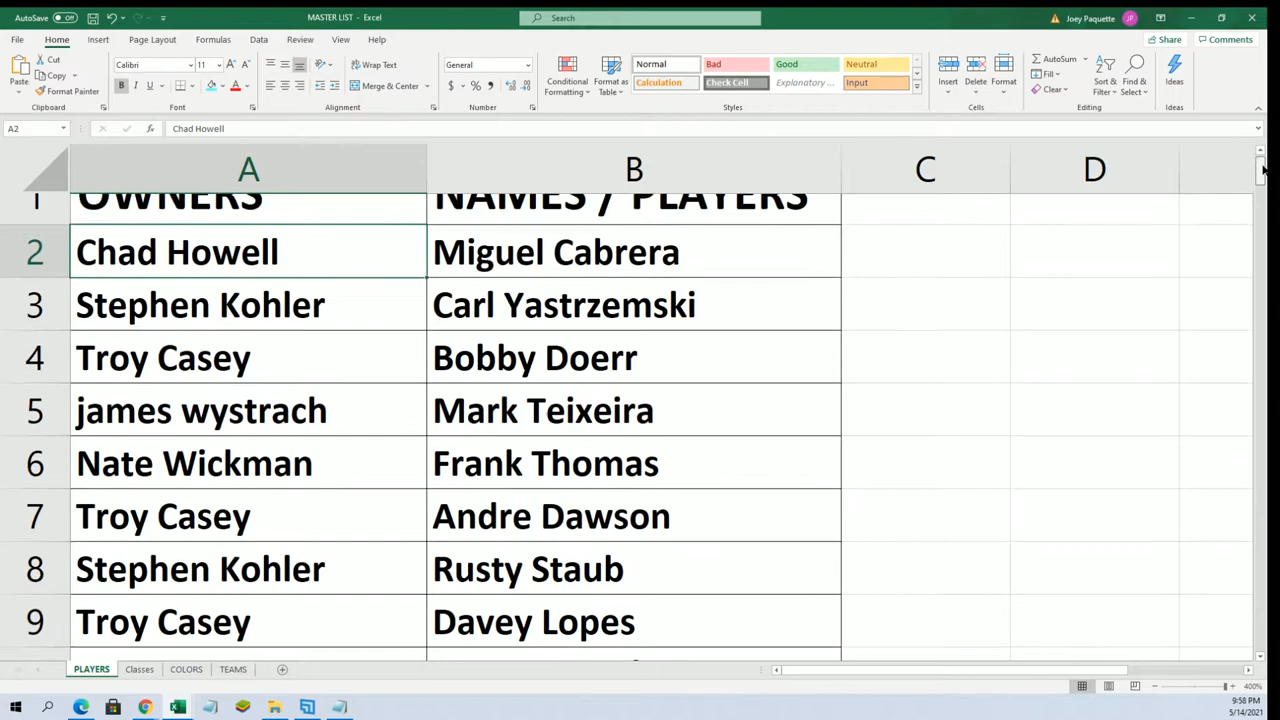 AutoSave Off MASTER LIST - Excel Search Joey Paquette JP
File Home Insert Page Layout Formulas Data Review View Help Share Comments
Paste Cut Copy Format Painter Clipboard
Calibri 11 B I U A Font
Wrap Text Merge & Center Alignment
General $ % , Number
Conditional Formatting Format as Table
Normal Bad Good Neutral
Calculation Check Cell Explanatory ... Input
Styles
Insert Delete Format Cells
AutoSum Fill Clear Sort & Filter Find & Select Editing
Ideas Ideas
A2 fx Chad Howell
A B C D
1 OWNERS NAMES / PLAYERS
2 Chad Howell Miguel Cabrera
3 Stephen Kohler Carl Yastrzemski
4 Troy Casey Bobby Doerr
5 james wystrach Mark Teixeira
6 Nate Wickman Frank Thomas
7 Troy Casey Andre Dawson
8 Stephen Kohler Rusty Staub
9 Troy Casey Davey Lopes
PLAYERS Classes COLORS TEAMS
400%
9:58 PM
5/14/2021